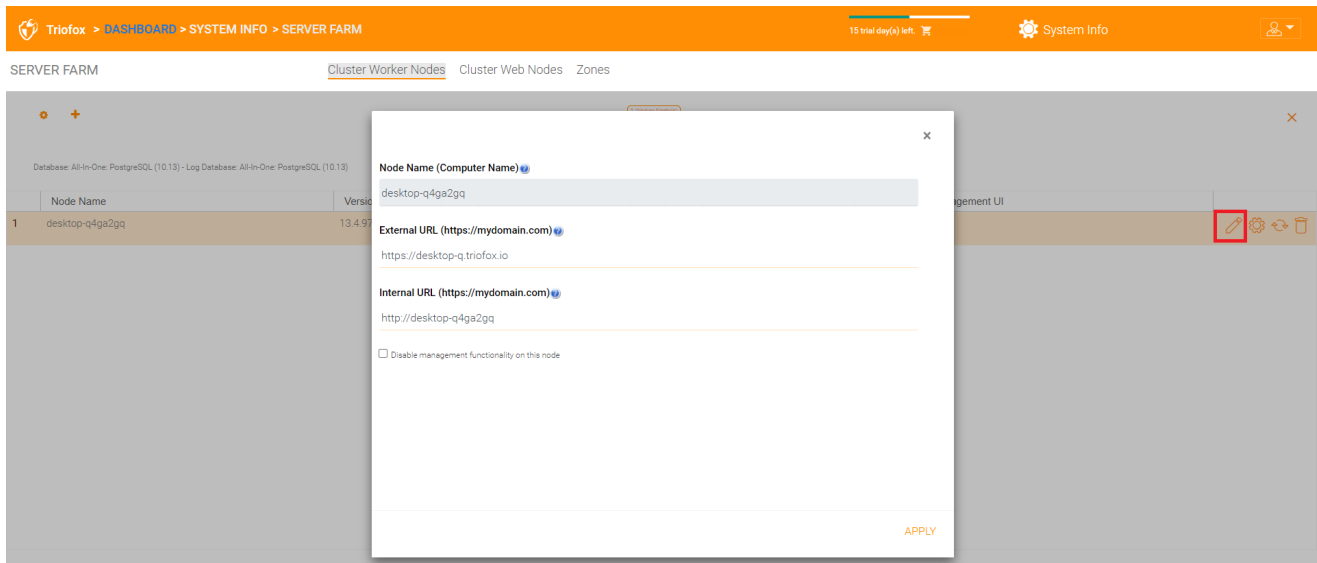 Triofox > DASHBOARD > SYSTEM INFO > SERVER FARM
15 trial day(s) left.
System Info
SERVER FARM
Cluster Worker Nodes Cluster Web Nodes Zones
×
Database: All-In-One: PostgreSQL (10.13) - Log Database: All-In-One: PostgreSQL (10.13)
Node Name
1 desktop-q4ga2gq
13.4.97
Node Name (Computer Name)
desktop-q4ga2gq
External URL (https://mydomain.com)
https://desktop-q.triofox.io
Internal URL (https://mydomain.com)
http://desktop-q4ga2gq
Disable management functionality on this node
APPLY